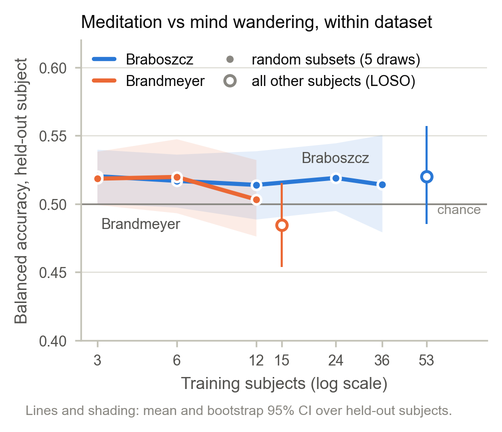 Meditation vs mind wandering, within dataset
Balanced accuracy, held-out subject
0.60
0.55
0.50
0.45
0.40
Braboszcz
Brandmeyer
random subsets (5 draws)
all other subjects (LOSO)
Braboszcz
Brandmeyer
chance
3 6 12 15 24 36 53
Training subjects (log scale)
Lines and shading: mean and bootstrap 95% CI over held-out subjects.